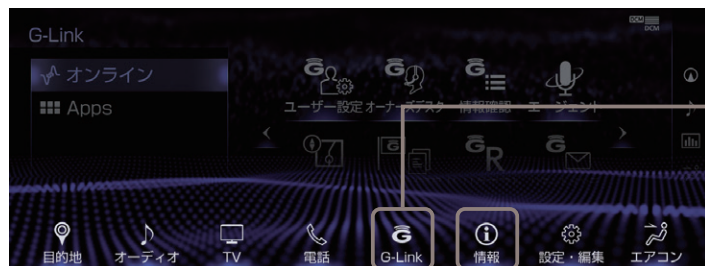 G-Link
DCM
DCM
オンライン
Apps
ユーザー設定 オーナーズデスク 情報確認 エージェント
目的地 オーディオ TV 電話 G-Link 情報 設定・編集 エアコン